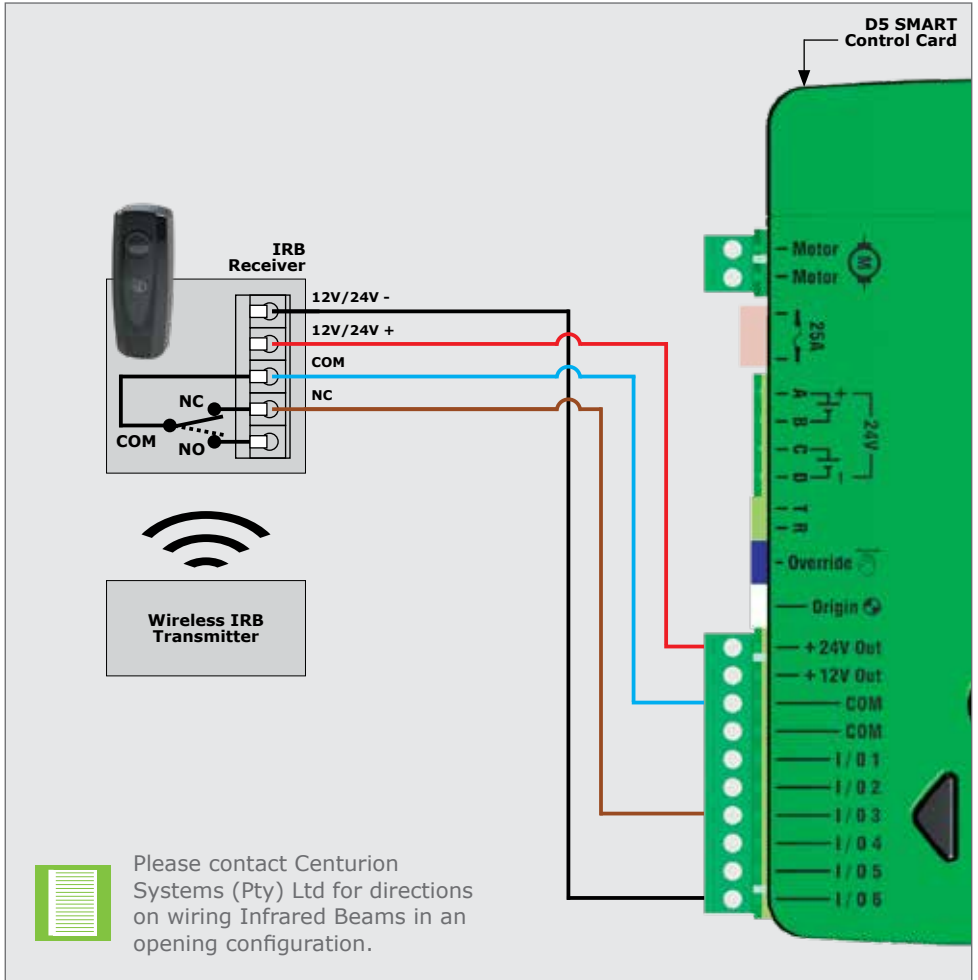 D5 SMART
Control Card
IRB
Receiver
12V/24V -
12V/24V +
COM
NC
NC
COM
NO
Wireless IRB
Transmitter
Motor
Motor
M
25A
A
B
C
D
+
24V
–
T
R
Override
Origin
+ 24V Out
+ 12V Out
COM
COM
I / O 1
I / O 2
I / O 3
I / O 4
I / O 5
I / O 6
Please contact Centurion
Systems (Pty) Ltd for directions
on wiring Infrared Beams in an
opening configuration.